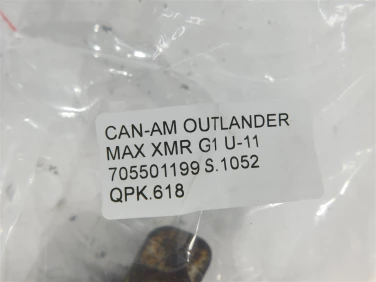 CAN-AM OUTLANDER
MAX XMR G1 U-11
705501199 S.1052
QPK.618